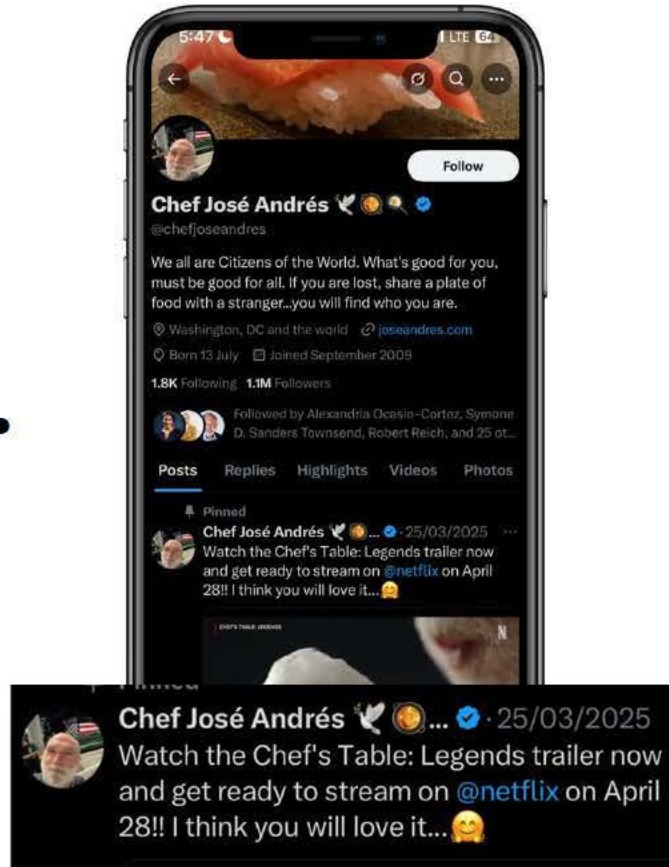 5:47
LTE 64
Follow
Chef José Andrés 🕊️🥘🍳
@chefjoseandres
We all are Citizens of the World. What's good for you,
must be good for all. If you are lost, share a plate of
food with a stranger...you will find who you are.
Washington, DC and the world joseandres.com
Born 13 July Joined September 2009
1.8K Following 1.1M Followers
Followed by Alexandria Ocasio-Cortez, Symone
D. Sanders Townsend, Robert Reich, and 25 ot...
Posts Replies Highlights Videos Photos
Pinned
Chef José Andrés 🕊️🥘... · 25/03/2025 ...
Watch the Chef's Table: Legends trailer now
and get ready to stream on @netflix on April
28!! I think you will love it...🤗
CHEF'S TABLE: LEGENDS
N
Pinned
Chef José Andrés 🕊️🥘... · 25/03/2025
Watch the Chef's Table: Legends trailer now
and get ready to stream on @netflix on April
28!! I think you will love it...🤗